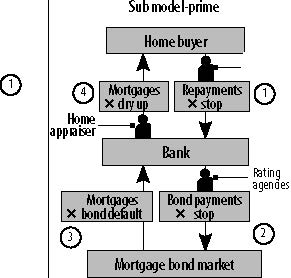 Sub model-prime
Home buyer
1
4
Mortgages
× dry up
Repayments
× stop
1
Home
appraiser
Bank
Rating
agendes
Mortgages
× bond default
Bond payments
× stop
3
2
Mortgage bond market